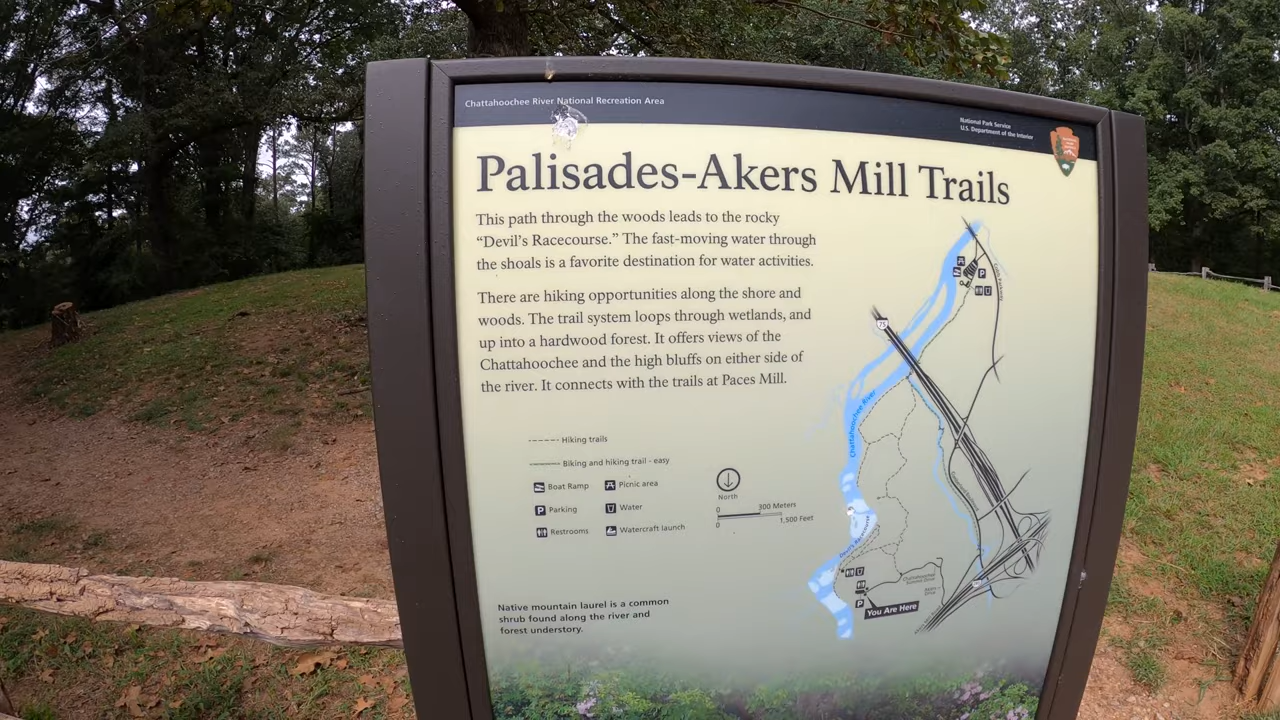 Chattahoochee River National Recreation Area
National Park Service
U.S. Department of the Interior
Palisades-Akers Mill Trails
This path through the woods leads to the rocky
“Devil’s Racecourse.” The fast-moving water through
the shoals is a favorite destination for water activities.
There are hiking opportunities along the shore and
woods. The trail system loops through wetlands, and
up into a hardwood forest. It offers views of the
Chattahoochee and the high bluffs on either side of
the river. It connects with the trails at Paces Mill.
Hiking trails
Biking and hiking trail - easy
Boat Ramp
Picnic area
Parking
Water
Restrooms
Watercraft launch
North
0 300 Meters
0 1,500 Feet
75
P
Chattahoochee River
Devil's Racecourse
P
You Are Here
Native mountain laurel is a common
shrub found along the river and
forest understory.